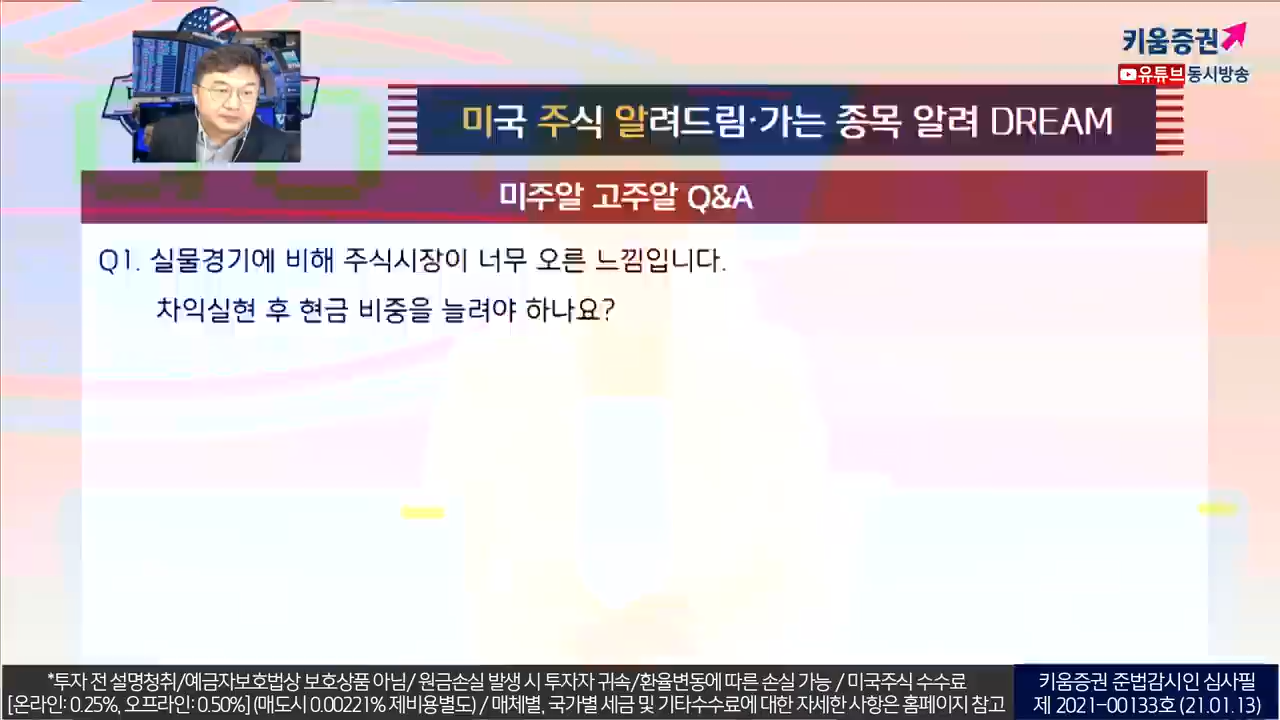 키움증권
유튜브동시방송
미국 주식 알려드림·가는 종목 알려 DREAM
미주알 고주알 Q&A
Q1. 실물경기에 비해 주식시장이 너무 오른 느낌입니다.
차익실현 후 현금 비중을 늘려야 하나요?
*투자 전 설명청취/예금자보호법상 보호상품 아님/ 원금손실 발생 시 투자자 귀속/환율변동에 따른 손실 가능 / 미국주식 수수료
[온라인: 0.25%, 오프라인: 0.50%] (매도시 0.00221% 제비용별도) / 매체별, 국가별 세금 및 기타수수료에 대한 자세한 사항은 홈페이지 참고
키움증권 준법감시인 심사필
제 2021-00133호 (21.01.13)